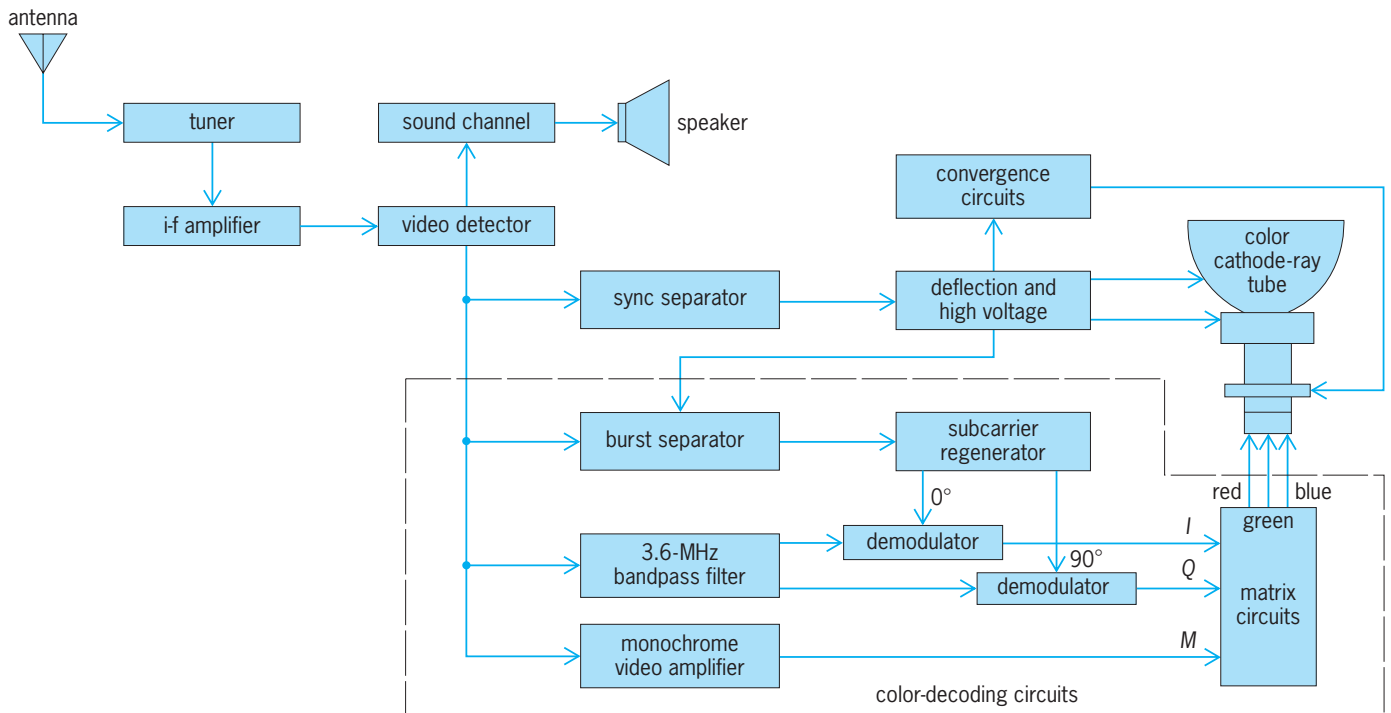 antenna
tuner
sound channel
speaker
convergence
circuits
i-f amplifier
video detector
color
cathode-ray
tube
sync separator
deflection and
high voltage
burst separator
subcarrier
regenerator
0°
red
blue
green
3.6-MHz
bandpass filter
demodulator
I
90°
demodulator
Q
matrix
circuits
monochrome
video amplifier
M
color-decoding circuits